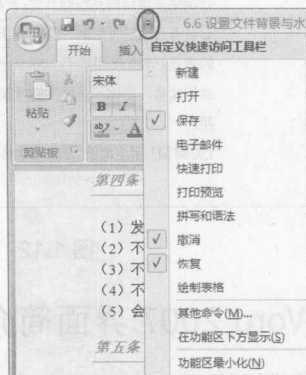 6.6 设置文件背景与水
开始 插入
自定义快速访问工具栏
新建
打开
保存
电子邮件
快速打印
打印预览
拼写和语法
撤消
恢复
绘制表格
其他命令(M)...
在功能区下方显示(S)
功能区最小化(N)
宋体
B I
粘贴
剪贴板
第四条
(1) 发
(2) 不
(3) 不
(4) 不
(5) 会
第五条